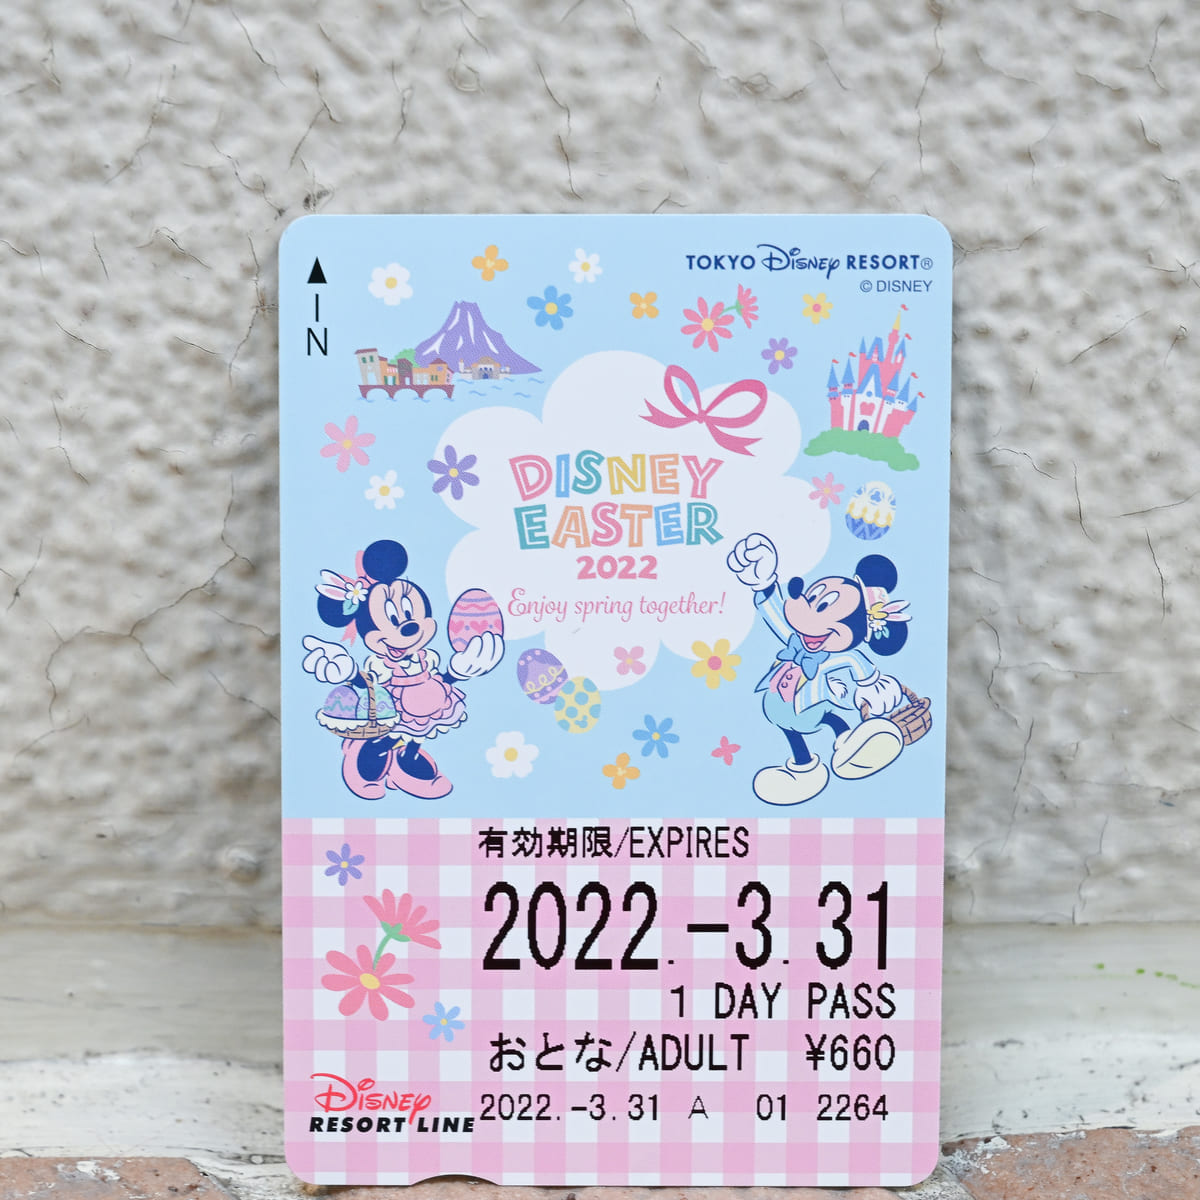 TOKYO Disney RESORT®
© DISNEY
IN
DISNEY
EASTER
2022
Enjoy spring together!
有効期限/EXPIRES
2022.-3.31
1 DAY PASS
おとな/ADULT ¥660
2022.-3.31 A 01 2264
Disney
RESORT LINE